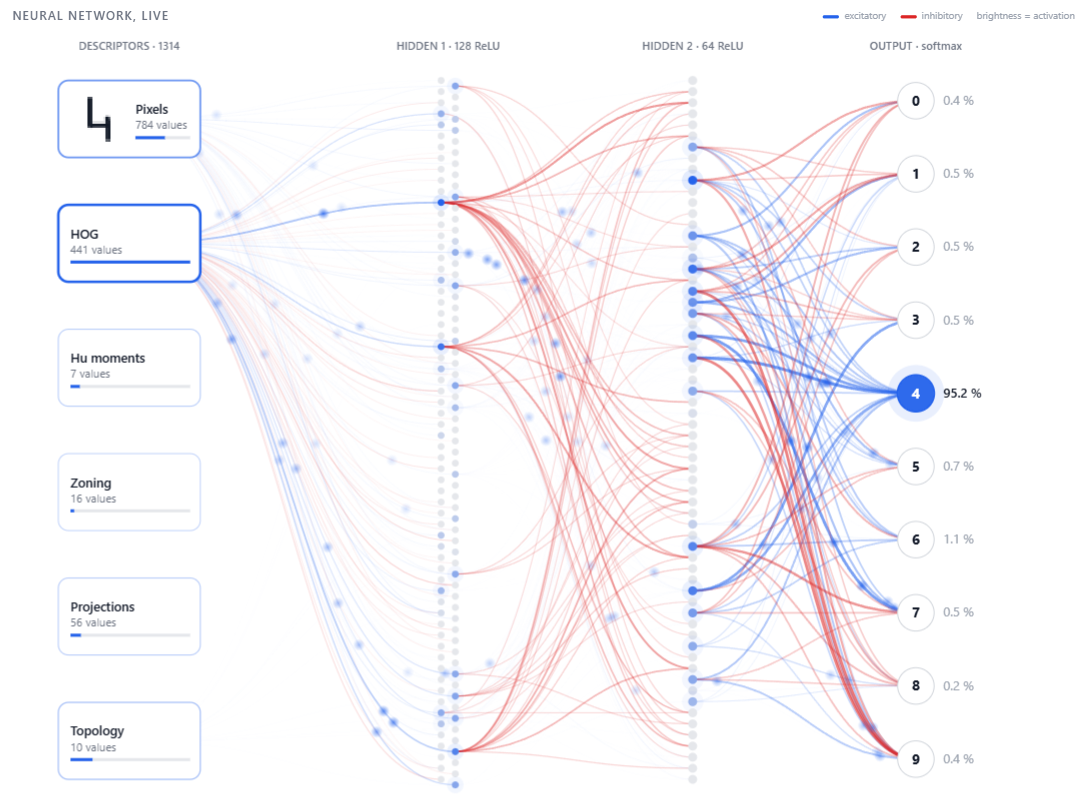 NEURAL NETWORK, LIVE
excitatory inhibitory brightness = activation
DESCRIPTORS · 1314
HIDDEN 1 · 128 ReLU
HIDDEN 2 · 64 ReLU
OUTPUT · softmax
Pixels
784 values
HOG
441 values
Hu moments
7 values
Zoning
16 values
Projections
56 values
Topology
10 values
0 0.4 %
1 0.5 %
2 0.5 %
3 0.5 %
4 95.2 %
5 0.7 %
6 1.1 %
7 0.5 %
8 0.2 %
9 0.4 %